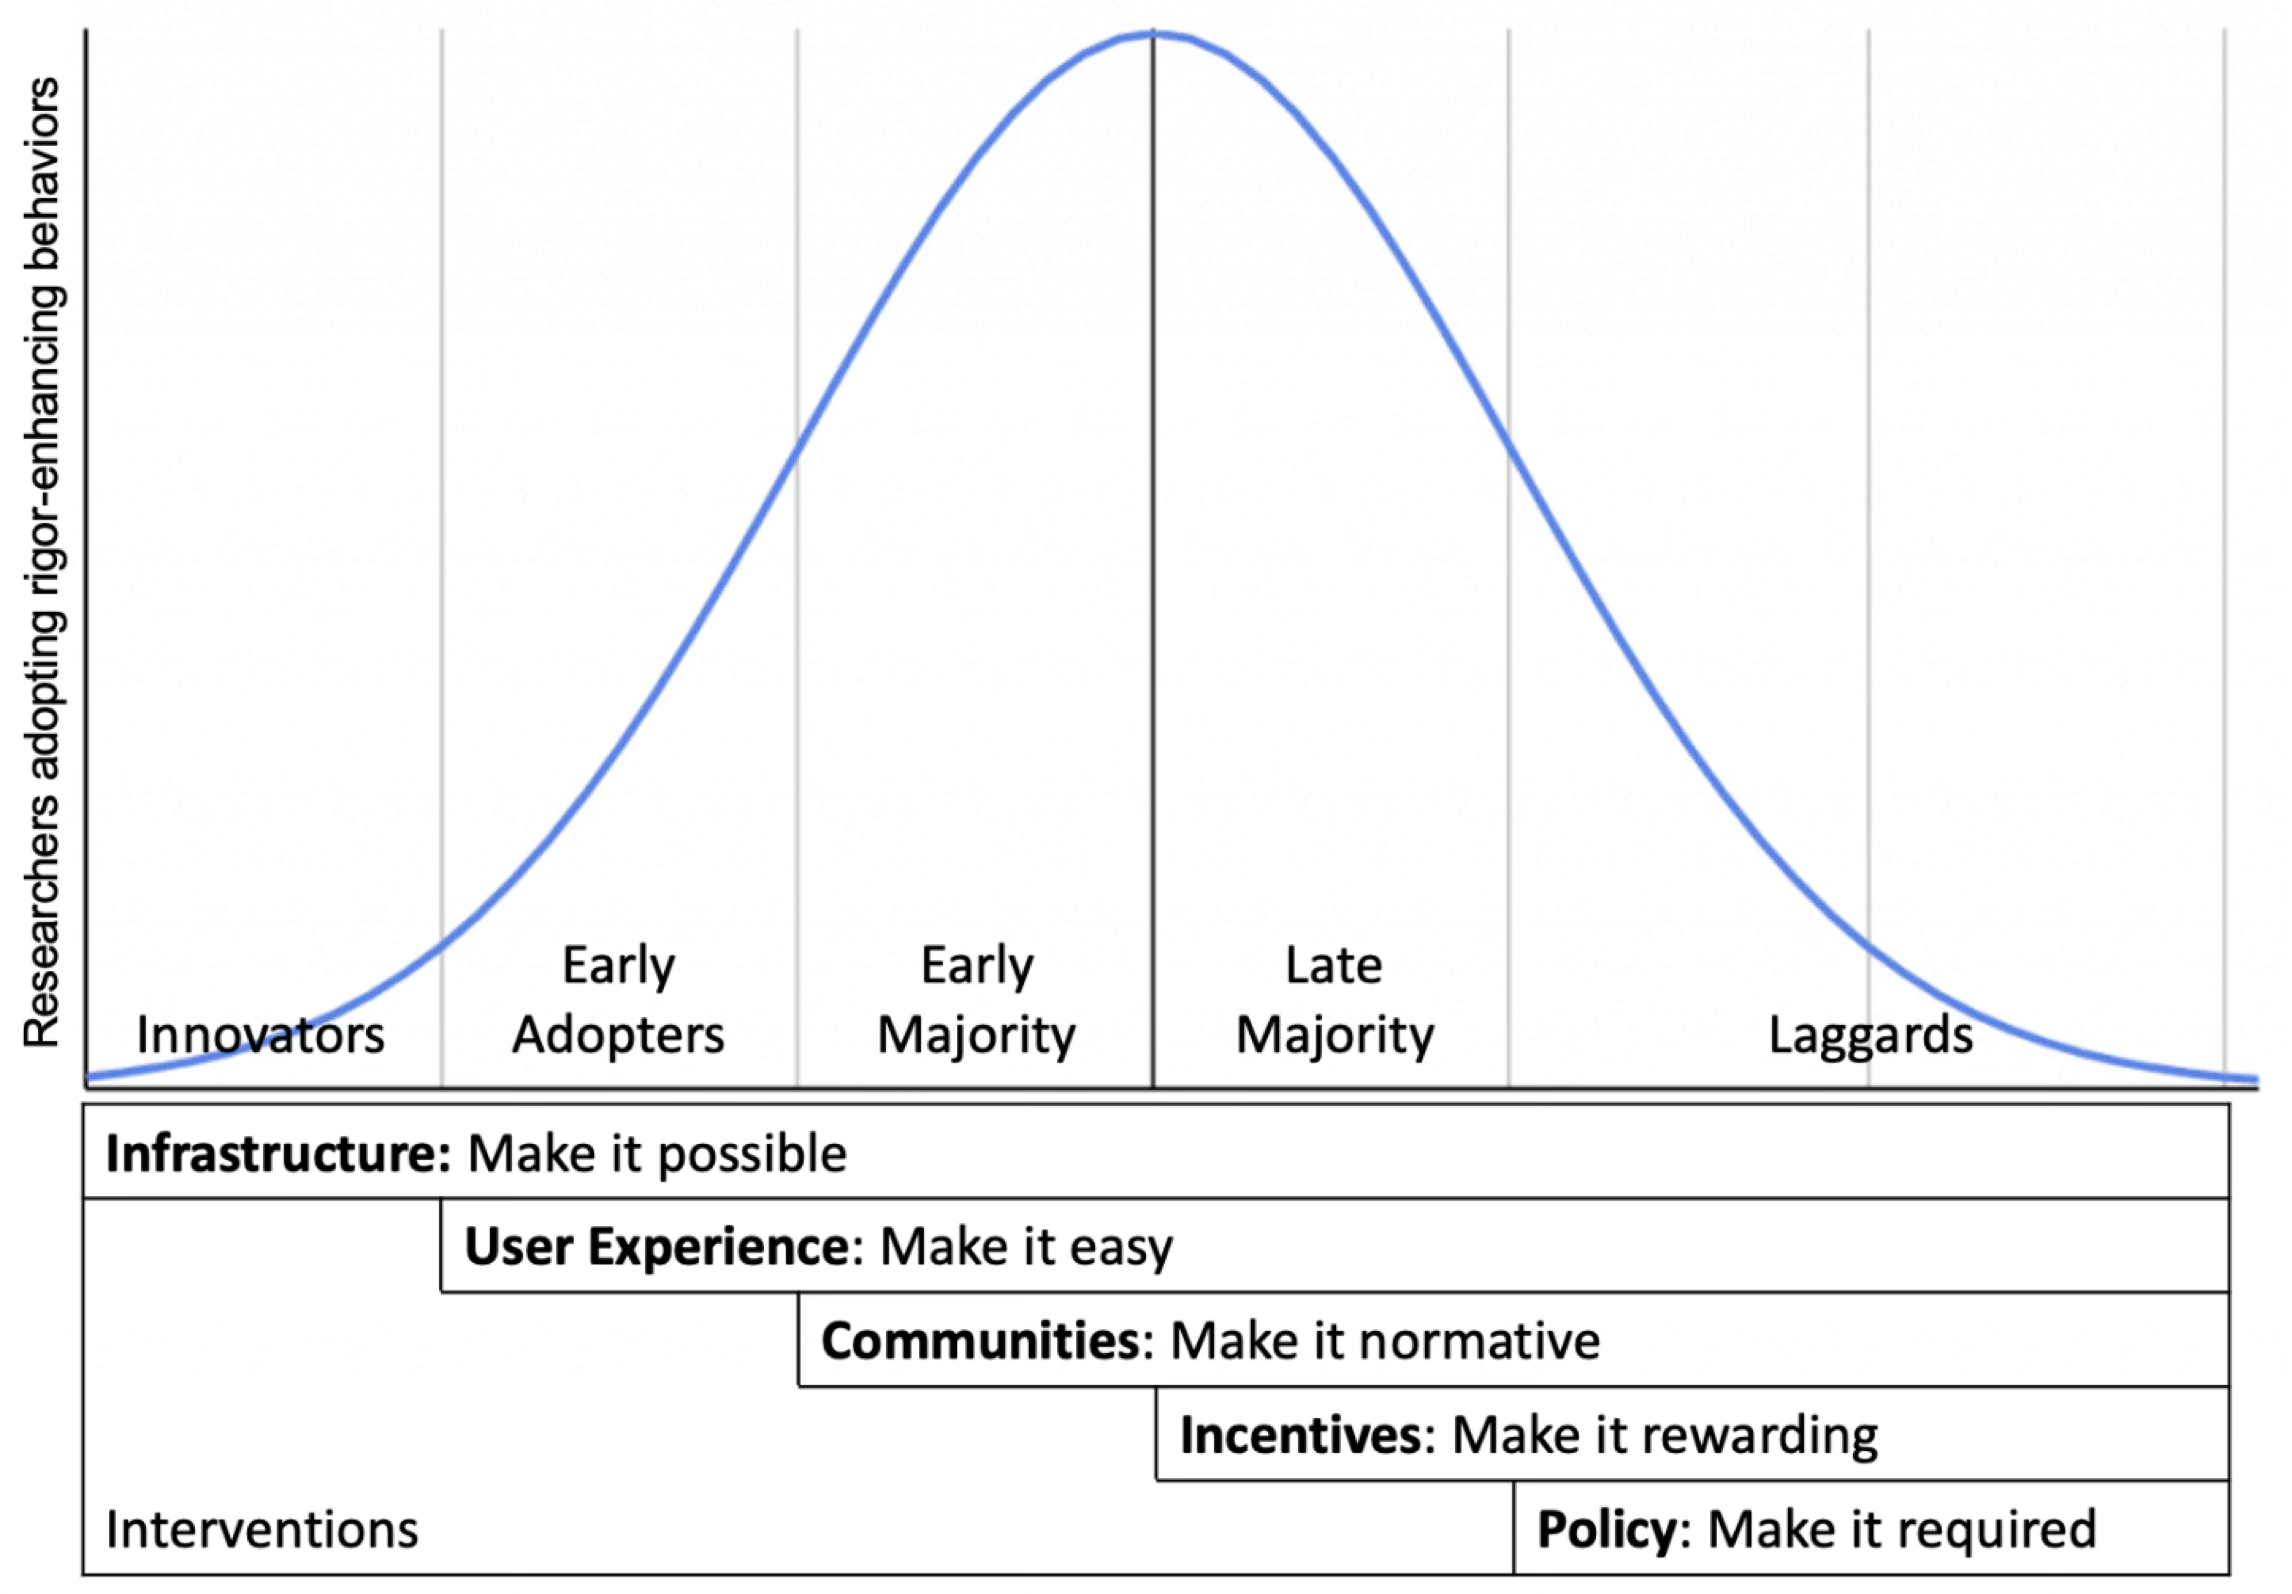 Researchers adopting rigor-enhancing behaviors
Innovators
Early
Adopters
Early
Majority
Late
Majority
Laggards
Infrastructure: Make it possible
User Experience: Make it easy
Communities: Make it normative
Incentives: Make it rewarding
Interventions
Policy: Make it required